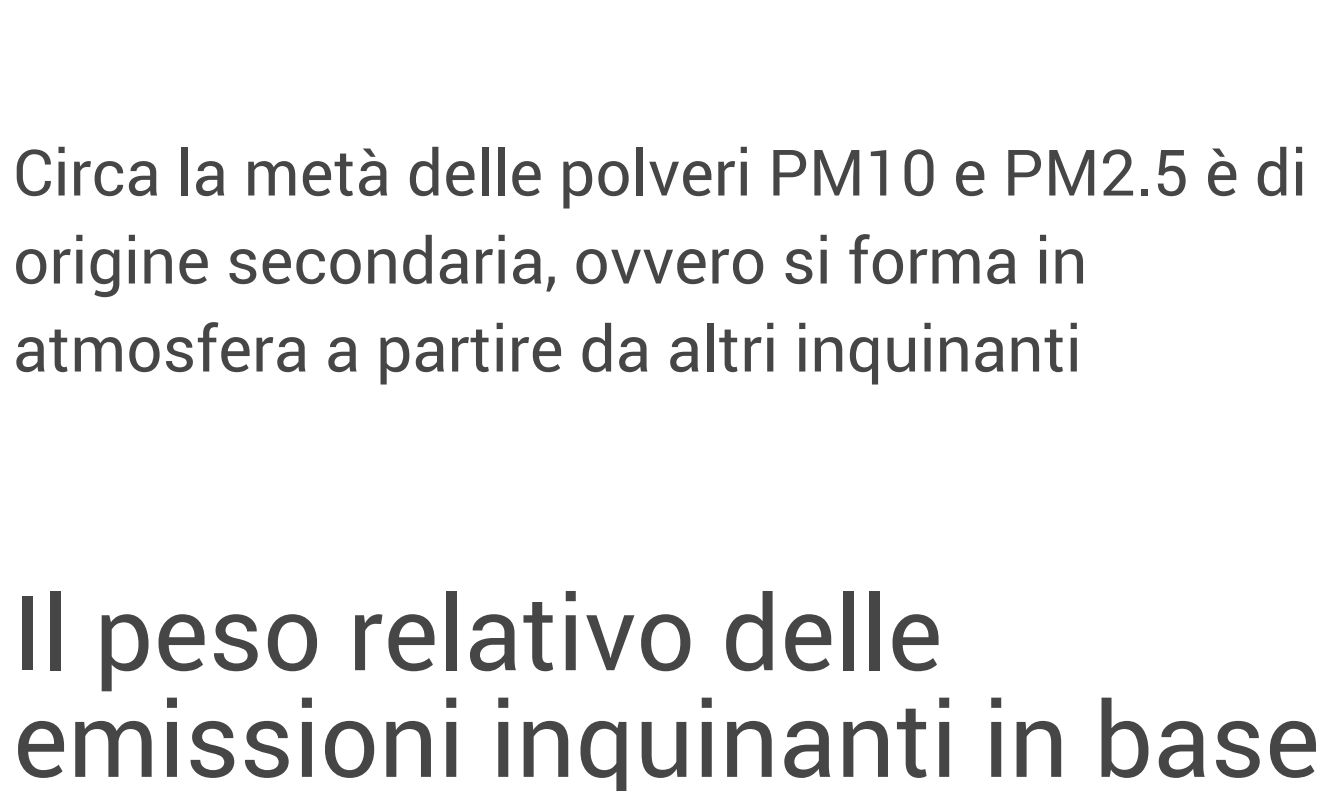 Circa la metà delle polveri PM10 e PM2.5 è di
origine secondaria, ovvero si forma in
atmosfera a partire da altri inquinanti
Il peso relativo delle
emissioni inquinanti in base